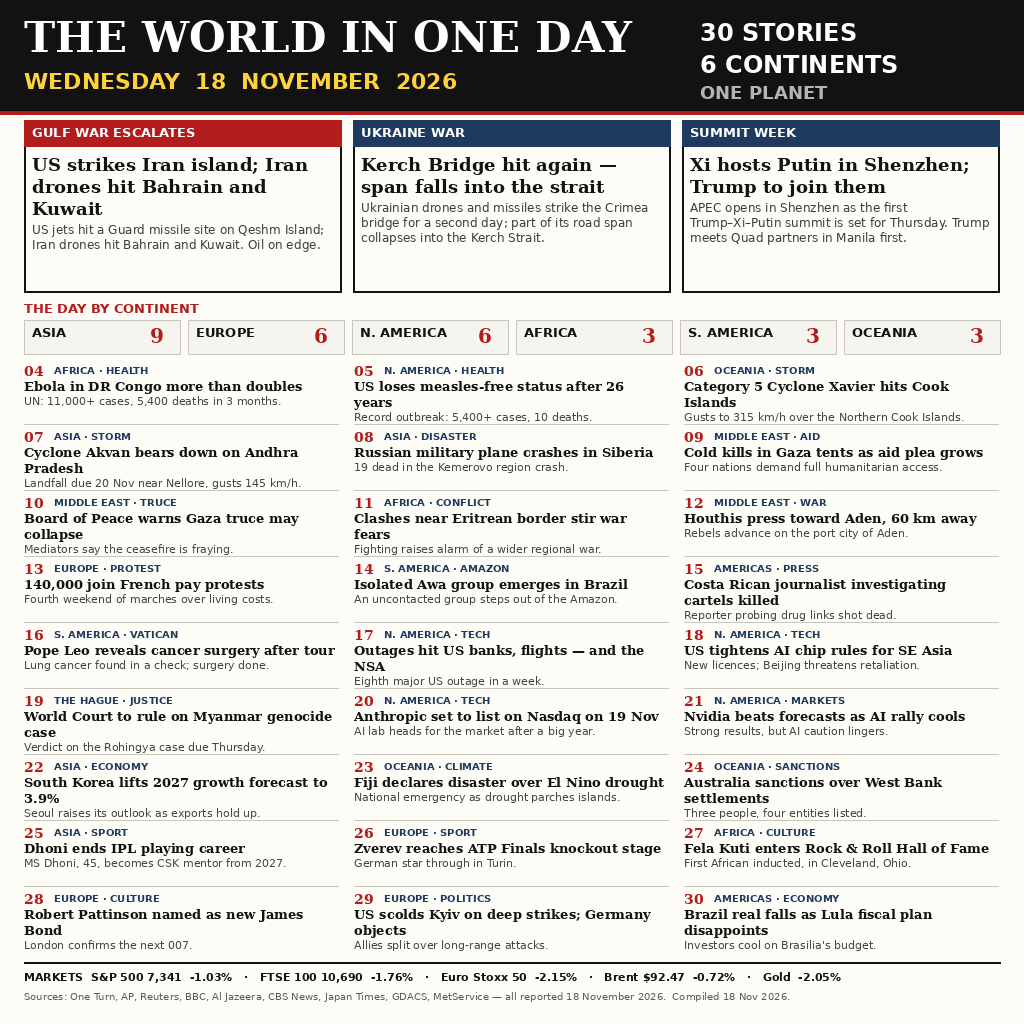 THE WORLD IN ONE DAY
WEDNESDAY 18 NOVEMBER 2026
30 STORIES
6 CONTINENTS
ONE PLANET
GULF WAR ESCALATES
US strikes Iran island; Iran
drones hit Bahrain and
Kuwait
US jets hit a Guard missile site on Qeshm Island;
Iran drones hit Bahrain and Kuwait. Oil on edge.
UKRAINE WAR
Kerch Bridge hit again —
span falls into the strait
Ukrainian drones and missiles strike the Crimea
bridge for a second day; part of its road span
collapses into the Kerch Strait.
SUMMIT WEEK
Xi hosts Putin in Shenzhen;
Trump to join them
APEC opens in Shenzhen as the first
Trump–Xi–Putin summit is set for Thursday. Trump
meets Quad partners in Manila first.
THE DAY BY CONTINENT
ASIA 9
EUROPE 6
N. AMERICA 6
AFRICA 3
S. AMERICA 3
OCEANIA 3
04 AFRICA · HEALTH
Ebola in DR Congo more than doubles
UN: 11,000+ cases, 5,400 deaths in 3 months.
05 N. AMERICA · HEALTH
US loses measles-free status after 26
years
Record outbreak: 5,400+ cases, 10 deaths.
06 OCEANIA · STORM
Category 5 Cyclone Xavier hits Cook
Islands
Gusts to 315 km/h over the Northern Cook Islands.
07 ASIA · STORM
Cyclone Akvan bears down on Andhra
Pradesh
Landfall due 20 Nov near Nellore, gusts 145 km/h.
08 ASIA · DISASTER
Russian military plane crashes in Siberia
19 dead in the Kemerovo region crash.
09 MIDDLE EAST · AID
Cold kills in Gaza tents as aid plea grows
Four nations demand full humanitarian access.
10 MIDDLE EAST · TRUCE
Board of Peace warns Gaza truce may
collapse
Mediators say the ceasefire is fraying.
11 AFRICA · CONFLICT
Clashes near Eritrean border stir war
fears
Fighting raises alarm of a wider regional war.
12 MIDDLE EAST · WAR
Houthis press toward Aden, 60 km away
Rebels advance on the port city of Aden.
13 EUROPE · PROTEST
140,000 join French pay protests
Fourth weekend of marches over living costs.
14 S. AMERICA · AMAZON
Isolated Awa group emerges in Brazil
An uncontacted group steps out of the Amazon.
15 AMERICAS · PRESS
Costa Rican journalist investigating
cartels killed
Reporter probing drug links shot dead.
16 S. AMERICA · VATICAN
Pope Leo reveals cancer surgery after tour
Lung cancer found in a check; surgery done.
17 N. AMERICA · TECH
Outages hit US banks, flights — and the
NSA
Eighth major US outage in a week.
18 N. AMERICA · TECH
US tightens AI chip rules for SE Asia
New licences; Beijing threatens retaliation.
19 THE HAGUE · JUSTICE
World Court to rule on Myanmar genocide
case
Verdict on the Rohingya case due Thursday.
20 N. AMERICA · TECH
Anthropic set to list on Nasdaq on 19 Nov
AI lab heads for the market after a big year.
21 N. AMERICA · MARKETS
Nvidia beats forecasts as AI rally cools
Strong results, but AI caution lingers.
22 ASIA · ECONOMY
South Korea lifts 2027 growth forecast to
3.9%
Seoul raises its outlook as exports hold up.
23 OCEANIA · CLIMATE
Fiji declares disaster over El Nino drought
National emergency as drought parches islands.
24 OCEANIA · SANCTIONS
Australia sanctions over West Bank
settlements
Three people, four entities listed.
25 ASIA · SPORT
Dhoni ends IPL playing career
MS Dhoni, 45, becomes CSK mentor from 2027.
26 EUROPE · SPORT
Zverev reaches ATP Finals knockout stage
German star through in Turin.
27 AFRICA · CULTURE
Fela Kuti enters Rock & Roll Hall of Fame
First African inducted, in Cleveland, Ohio.
28 EUROPE · CULTURE
Robert Pattinson named as new James
Bond
London confirms the next 007.
29 EUROPE · POLITICS
US scolds Kyiv on deep strikes; Germany
objects
Allies split over long-range attacks.
30 AMERICAS · ECONOMY
Brazil real falls as Lula fiscal plan
disappoints
Investors cool on Brasilia's budget.
MARKETS S&P 500 7,341 -1.03% · FTSE 100 10,690 -1.76% · Euro Stoxx 50 -2.15% · Brent $92.47 -0.72% · Gold -2.05%
Sources: One Turn, AP, Reuters, BBC, Al Jazeera, CBS News, Japan Times, GDACS, MetService — all reported 18 November 2026. Compiled 18 Nov 2026.